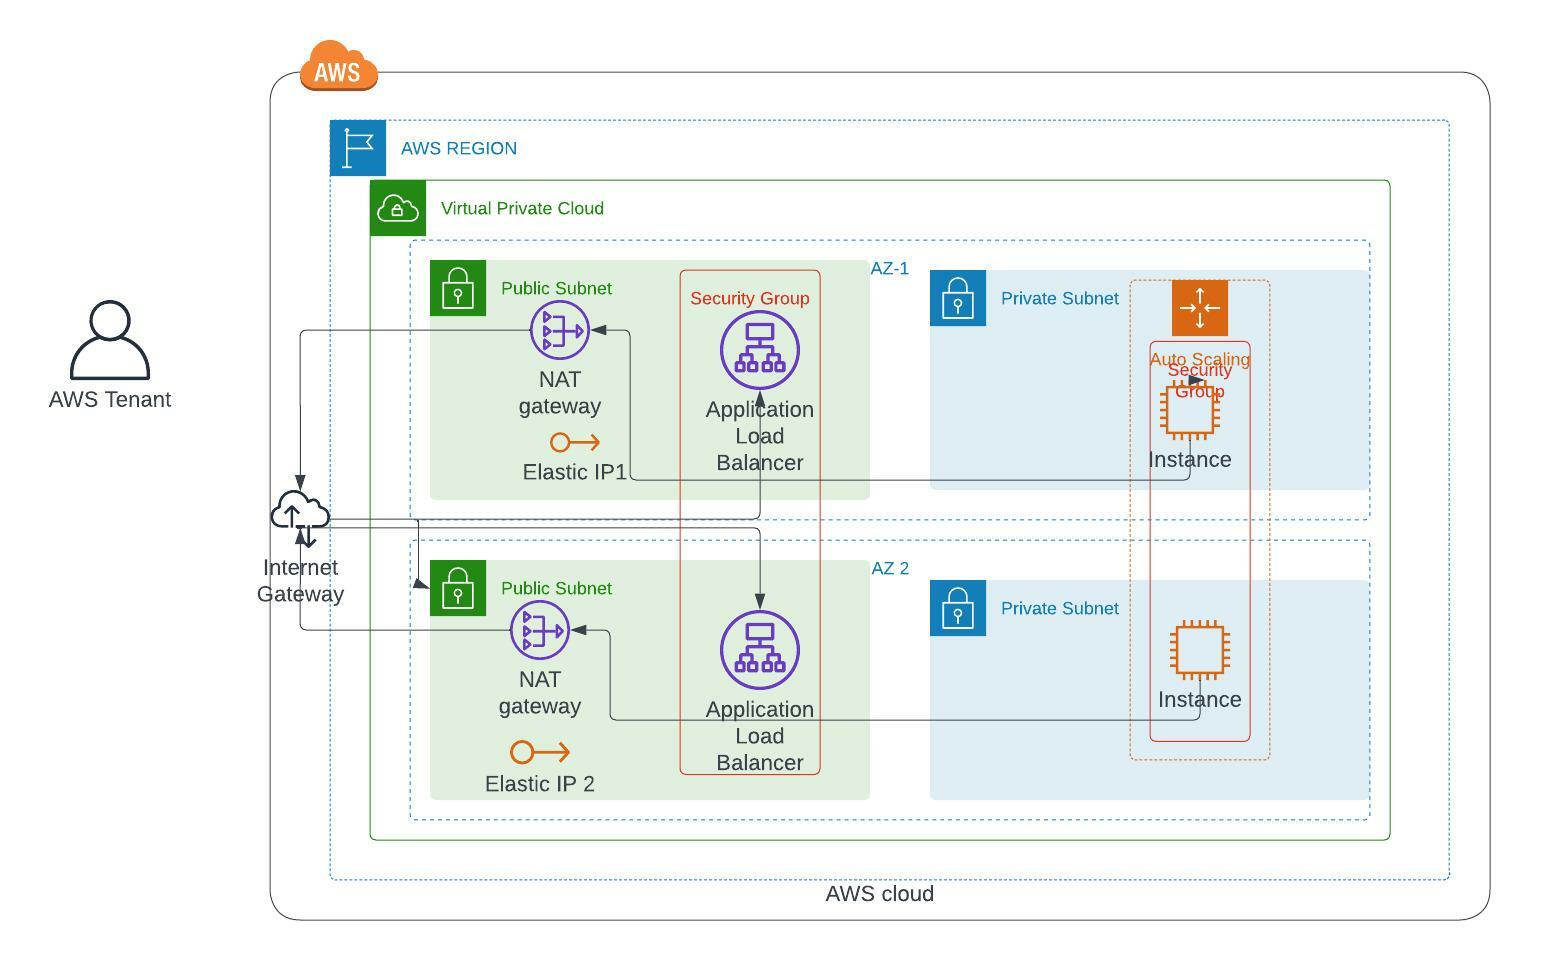 AWS
AWS REGION
Virtual Private Cloud
AZ-1
Public Subnet
Security Group
Private Subnet
Auto Scaling
Security
Group
NAT
gateway
Application
Load
Balancer
Elastic IP1
Instance
AWS Tenant
Internet
Gateway
AZ 2
Public Subnet
Private Subnet
NAT
gateway
Application
Load
Balancer
Elastic IP 2
Instance
AWS cloud